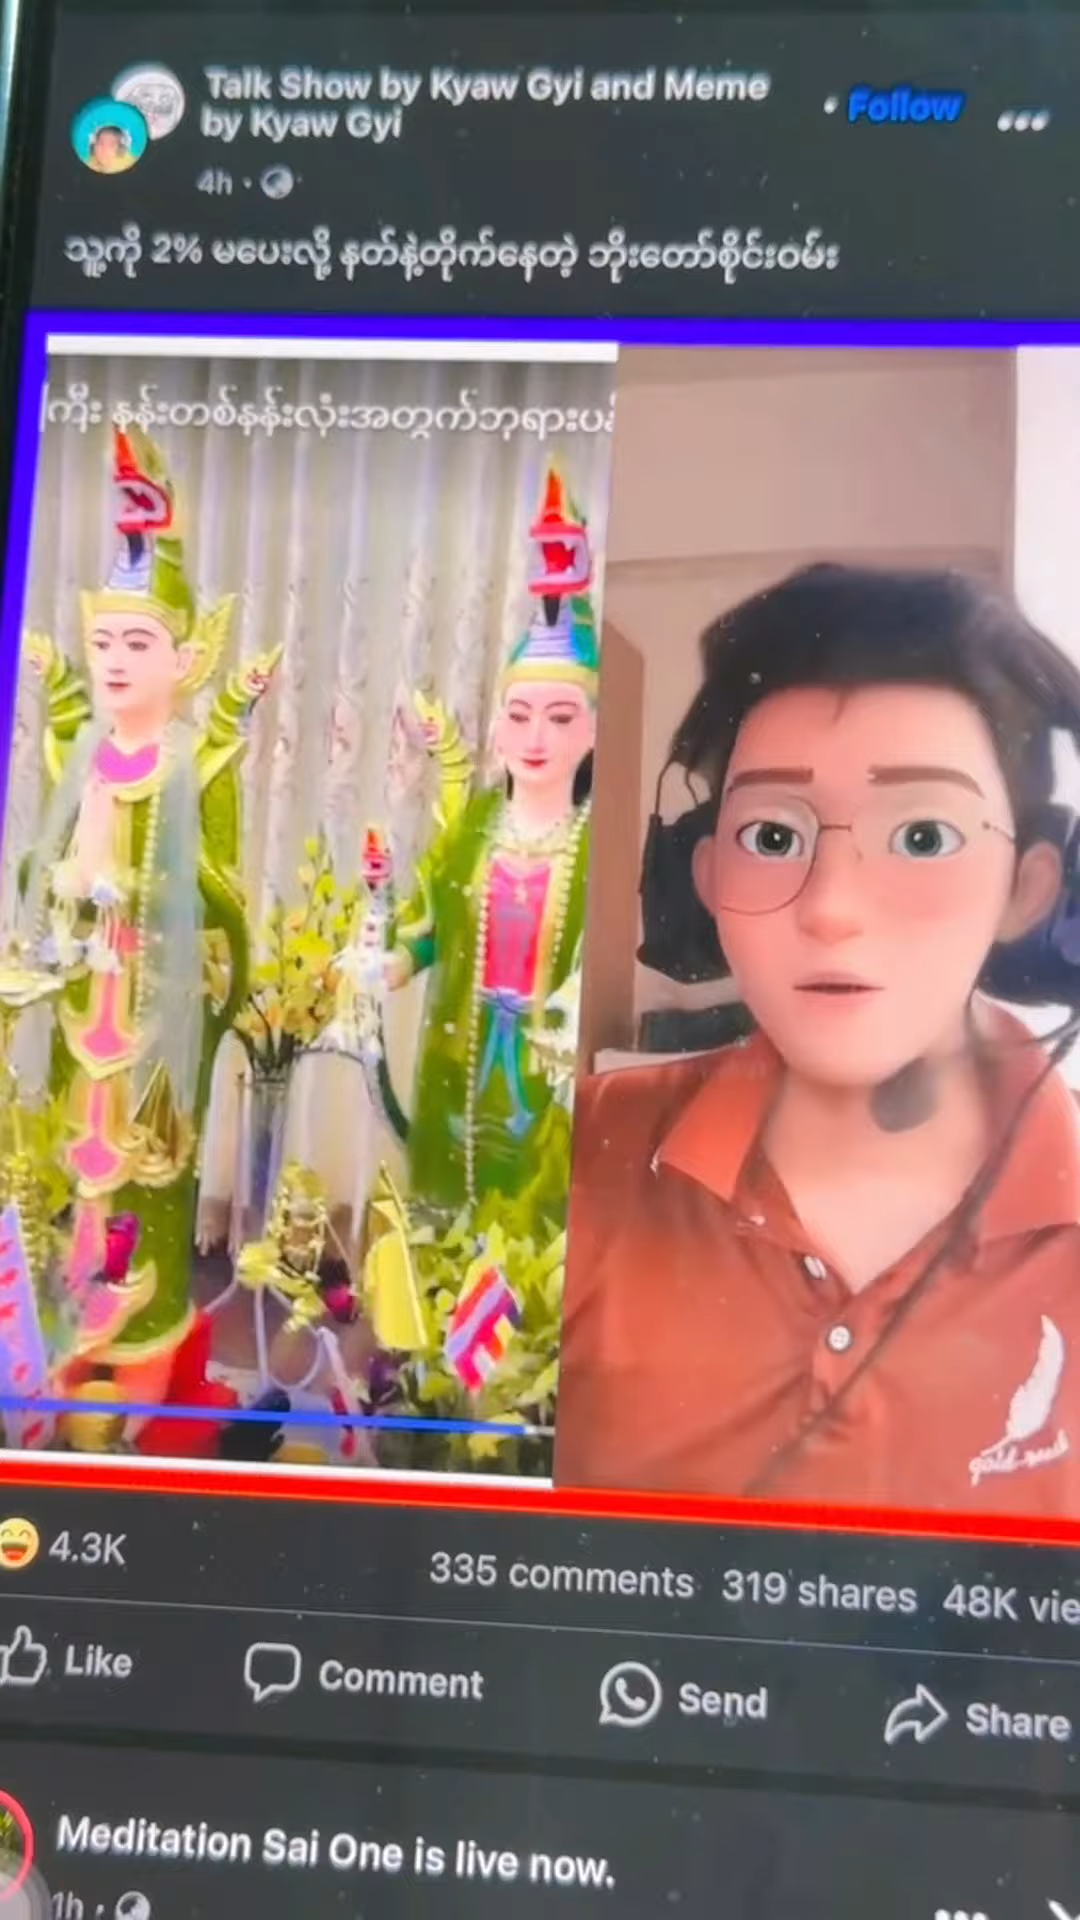 Talk Show by Kyaw Gyi and Meme
by Kyaw Gyi
· Follow
4h ·
သူ့ကို 2% မပေးလို့ နတ်နဲ့တိုက်နေတဲ့ ဘိုးတော်စိုင်းဝမ်း
ကြီး နန်းတစ်နန်းလုံးအတွက်ဘုရားပန်
4.3K
335 comments 319 shares 48K vie
Like
Comment
Send
Share
Meditation Sai One is live now.
1h ·